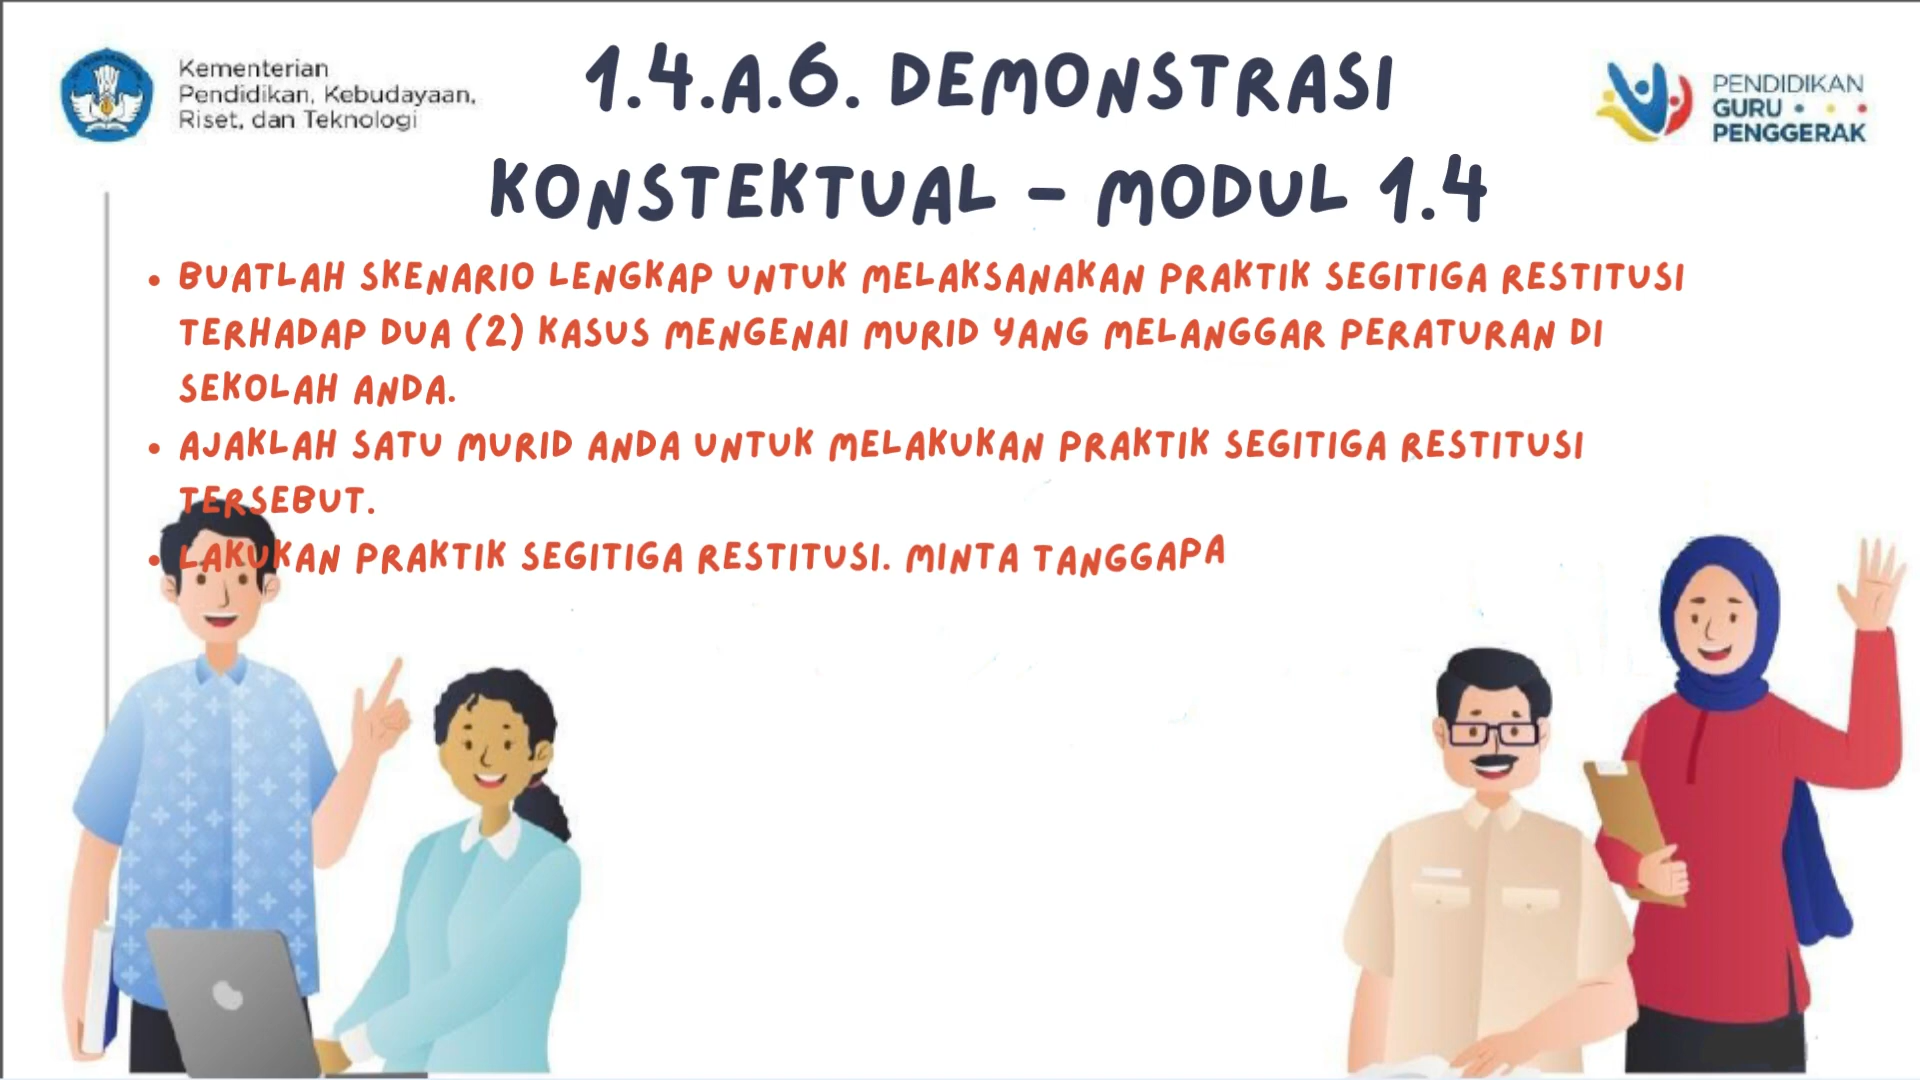 Kementerian
Pendidikan, Kebudayaan,
Riset, dan Teknologi
1.4.A.6. DEMONSTRASI
KONSTEKTUAL - MODUL 1.4
PENDIDIKAN
GURU
PENGGERAK
• BUATLAH SKENARIO LENGKAP UNTUK MELAKSANAKAN PRAKTIK SEGITIGA RESTITUSI
TERHADAP DUA (2) KASUS MENGENAI MURID YANG MELANGGAR PERATURAN DI
SEKOLAH ANDA.
• AJAKLAH SATU MURID ANDA UNTUK MELAKUKAN PRAKTIK SEGITIGA RESTITUSI
TERSEBUT.
• LAKUKAN PRAKTIK SEGITIGA RESTITUSI. MINTA TANGGAPA